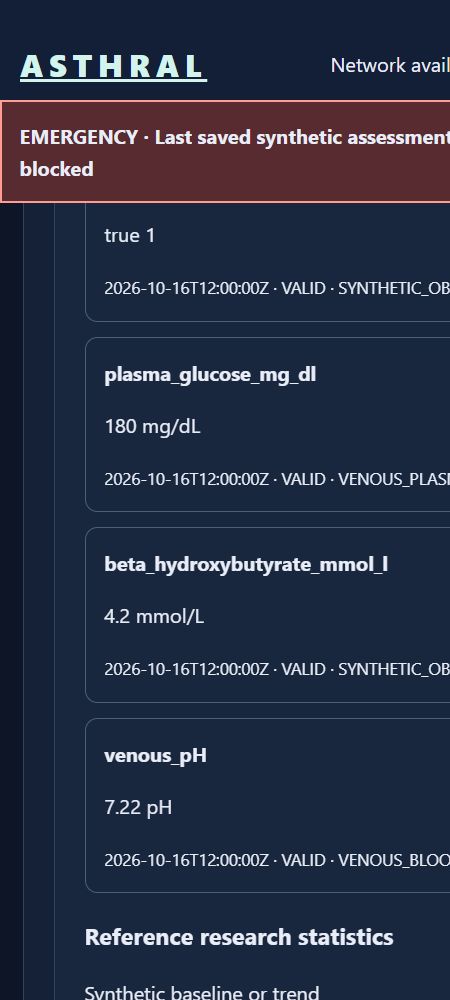 ASTHRAL
Network avail
EMERGENCY · Last saved synthetic assessment
blocked
true 1
2026-10-16T12:00:00Z · VALID · SYNTHETIC_OB
plasma_glucose_mg_dl
180 mg/dL
2026-10-16T12:00:00Z · VALID · VENOUS_PLASM
beta_hydroxybutyrate_mmol_l
4.2 mmol/L
2026-10-16T12:00:00Z · VALID · SYNTHETIC_OB
venous_pH
7.22 pH
2026-10-16T12:00:00Z · VALID · VENOUS_BLOO
Reference research statistics
Synthetic baseline or trend